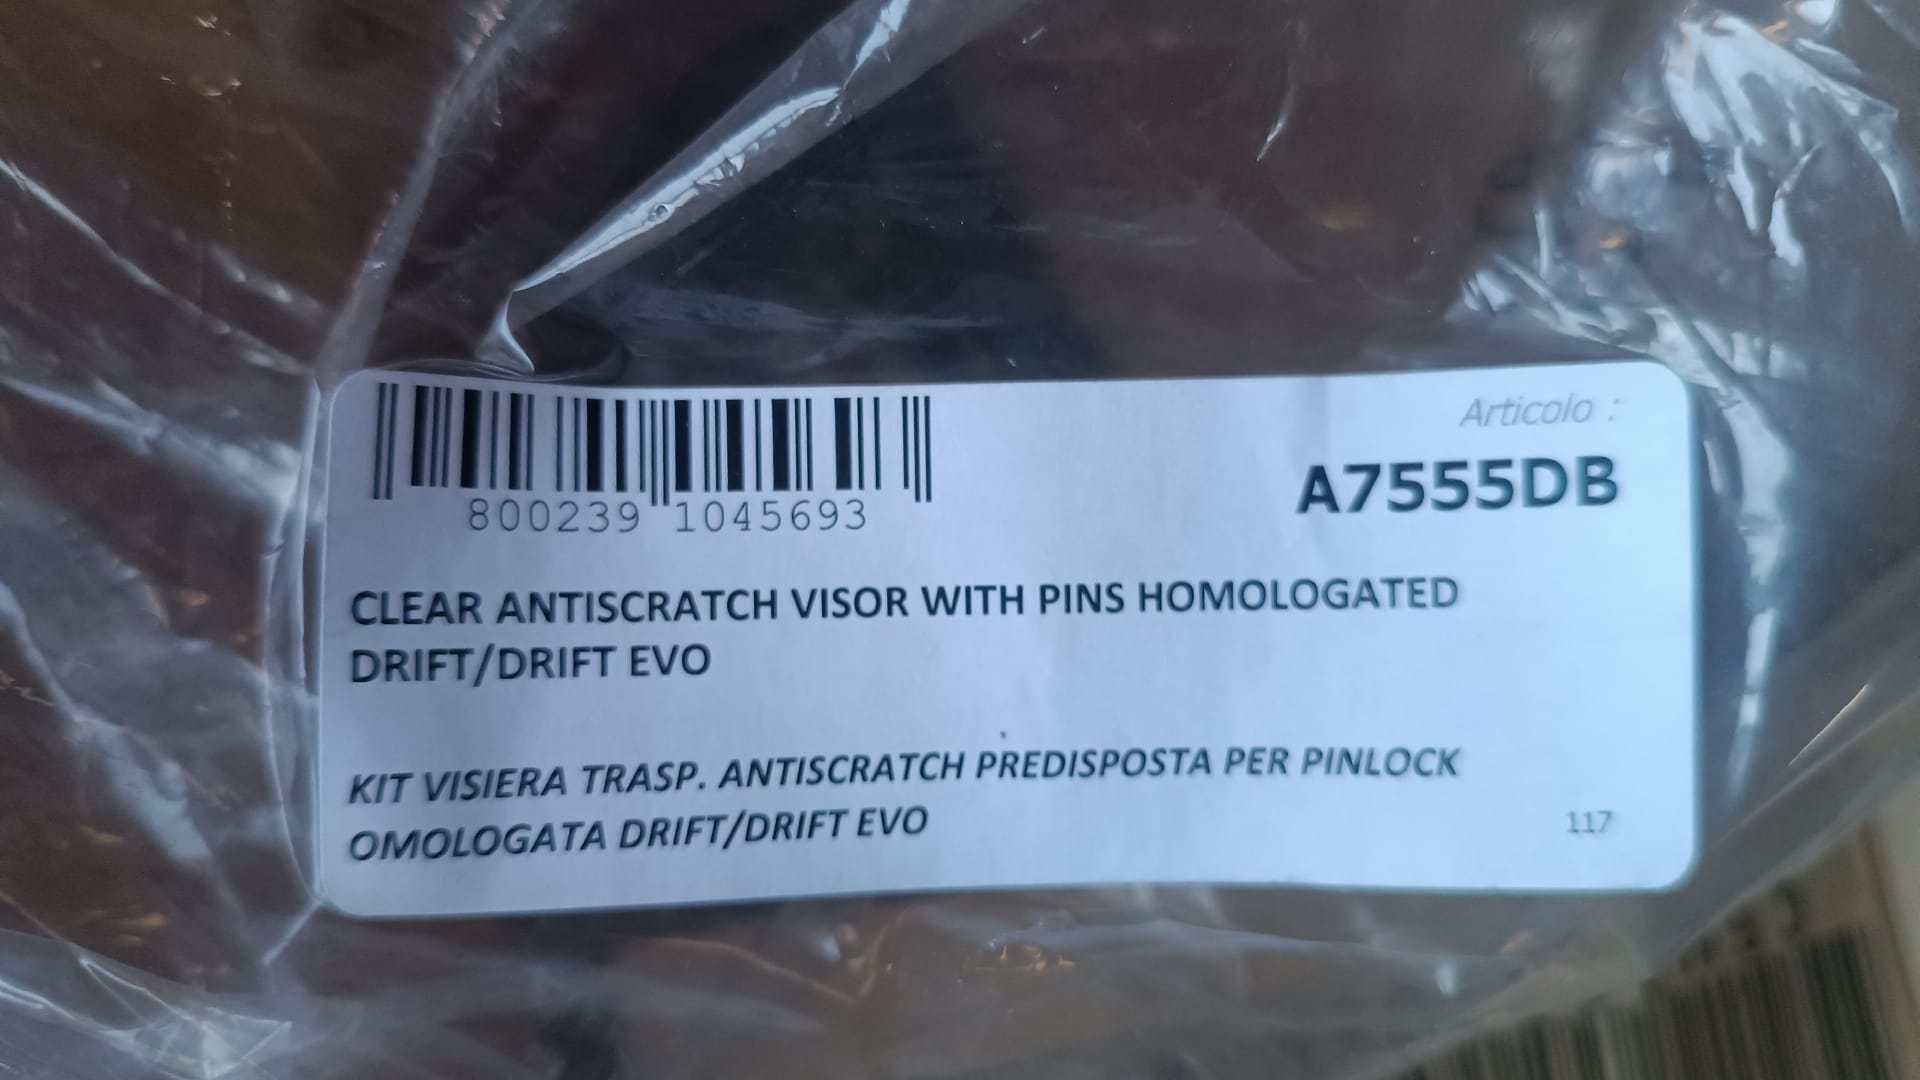 Articolo :
800239 1045693
A7555DB
CLEAR ANTISCRATCH VISOR WITH PINS HOMOLOGATED
DRIFT/DRIFT EVO
KIT VISIERA TRASP. ANTISCRATCH PREDISPOSTA PER PINLOCK
OMOLOGATA DRIFT/DRIFT EVO
117